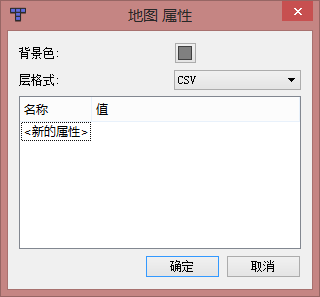 地图 属性
背景色:
层格式: CSV
名称 值
<新的属性>
确定 取消